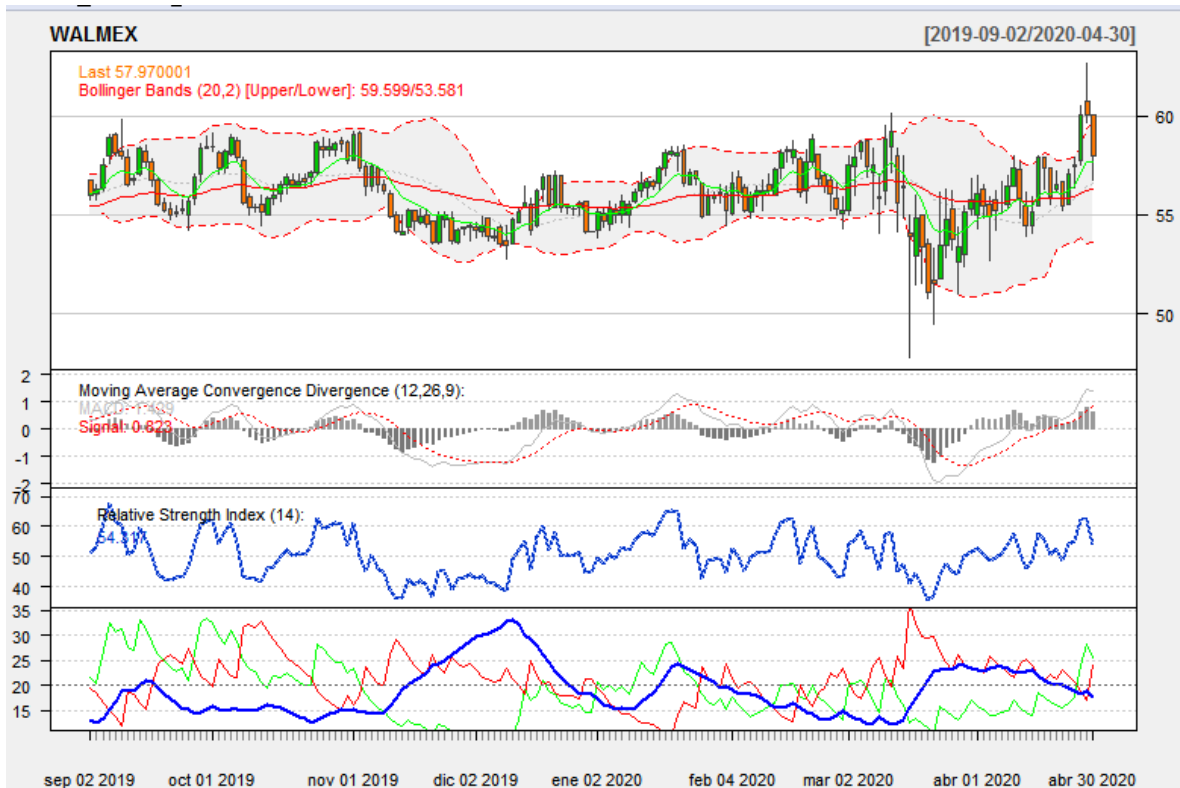 WALMEX [2019-09-02/2020-04-30]
Last 57.970001
Bollinger Bands (20,2) [Upper/Lower]: 59.599/53.581
60
55
50
Moving Average Convergence Divergence (12,26,9):
Signal: 0.823
2
1
0
-1
-2
Relative Strength Index (14):
70
60
50
40
35
30
25
20
15
sep 02 2019 oct 01 2019 nov 01 2019 dic 02 2019 ene 02 2020 feb 04 2020 mar 02 2020 abr 01 2020 abr 30 2020